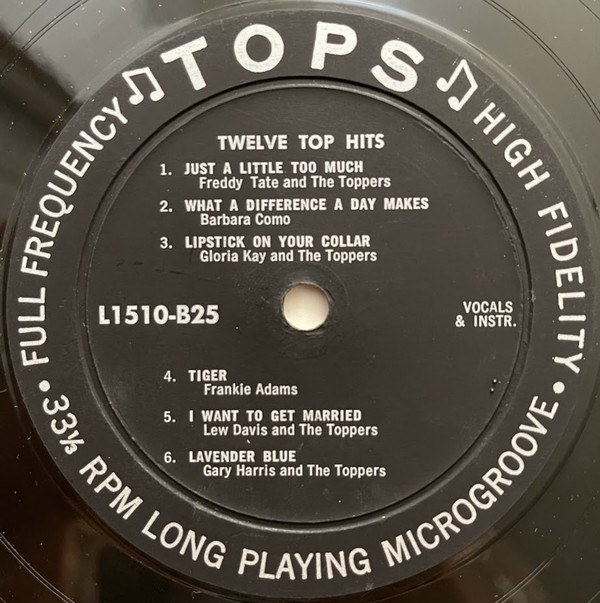 TOPS
FULL FREQUENCY
HIGH FIDELITY
TWELVE TOP HITS
1. JUST A LITTLE TOO MUCH
Freddy Tate and The Toppers
2. WHAT A DIFFERENCE A DAY MAKES
Barbara Como
3. LIPSTICK ON YOUR COLLAR
Gloria Kay and The Toppers
L1510-B25
VOCALS
& INSTR.
4. TIGER
Frankie Adams
5. I WANT TO GET MARRIED
Lew Davis and The Toppers
6. LAVENDER BLUE
Gary Harris and The Toppers
• 33⅓ RPM LONG PLAYING MICROGROOVE •